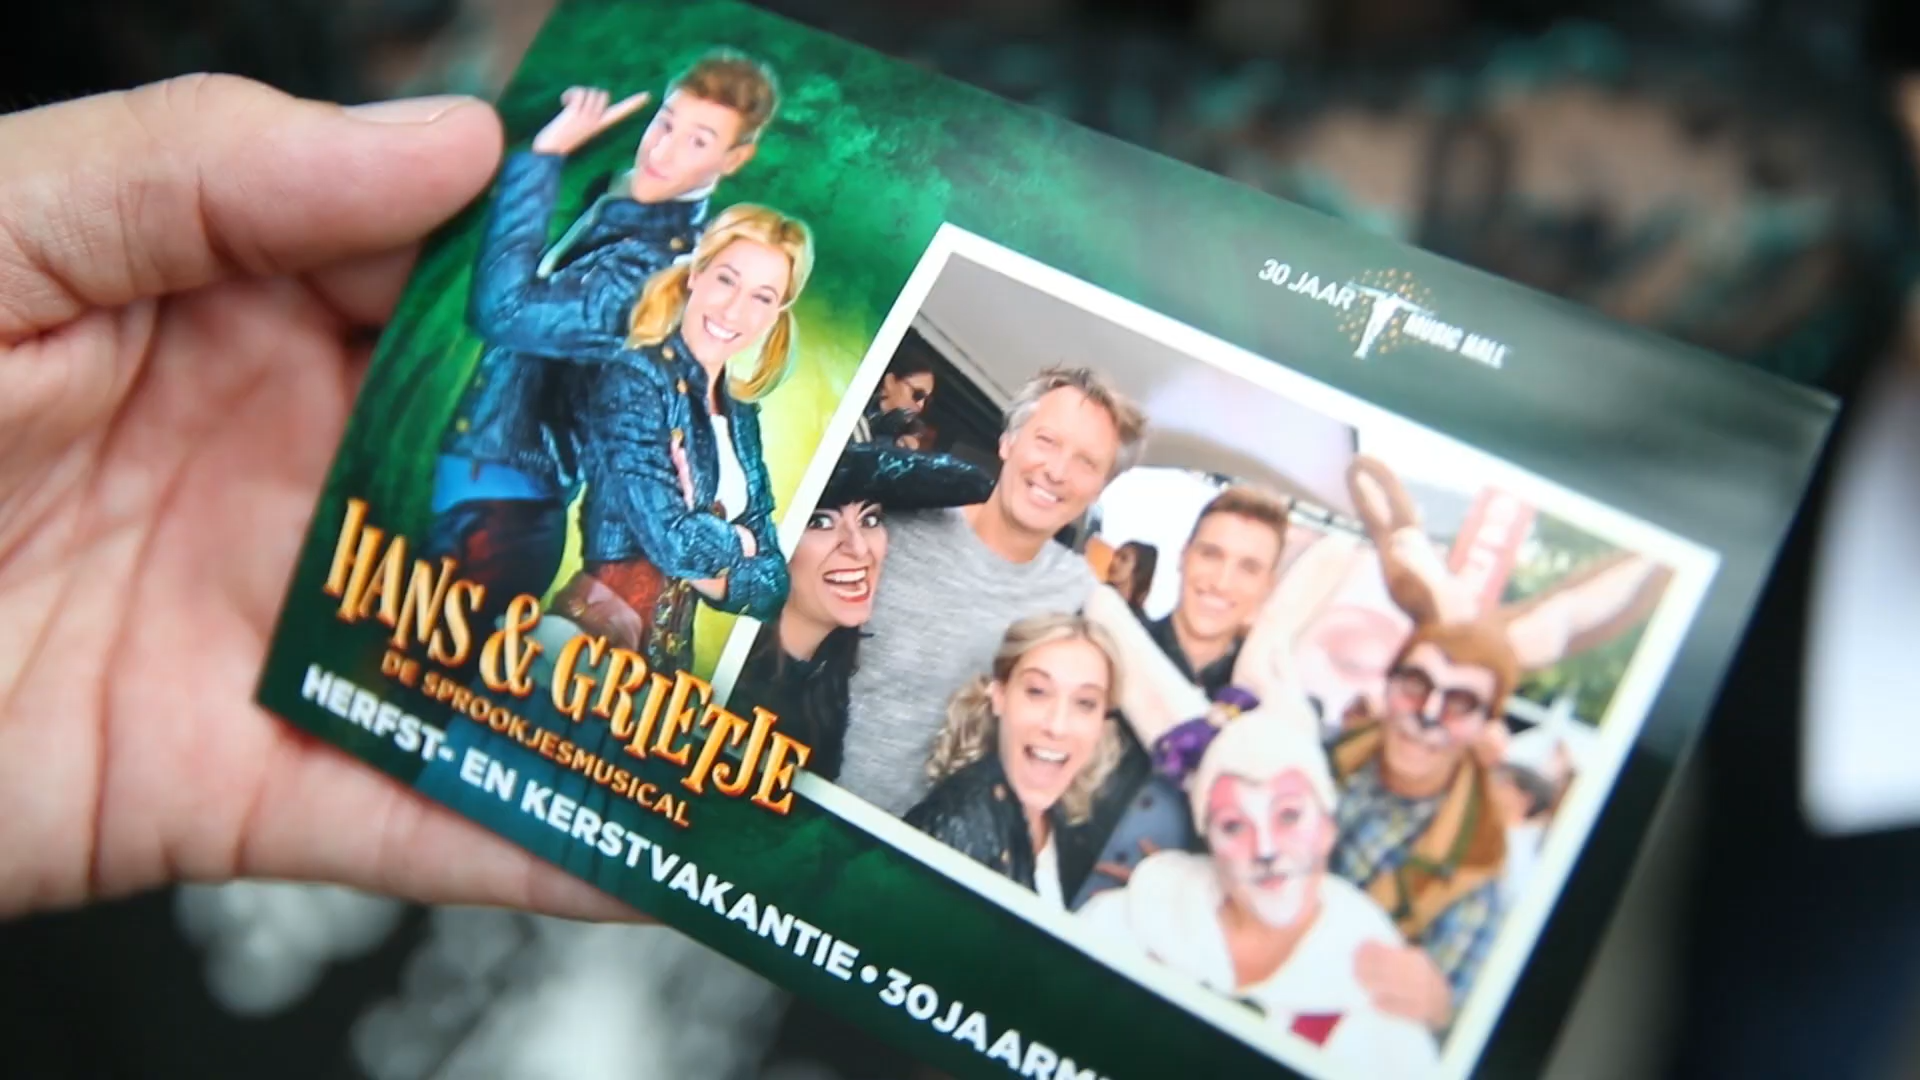 30 JAAR MUSIC HALL
HANS & GRIETJE
DE SPROOKJESMUSICAL
HERFST- EN KERSTVAKANTIE • 30JAARM